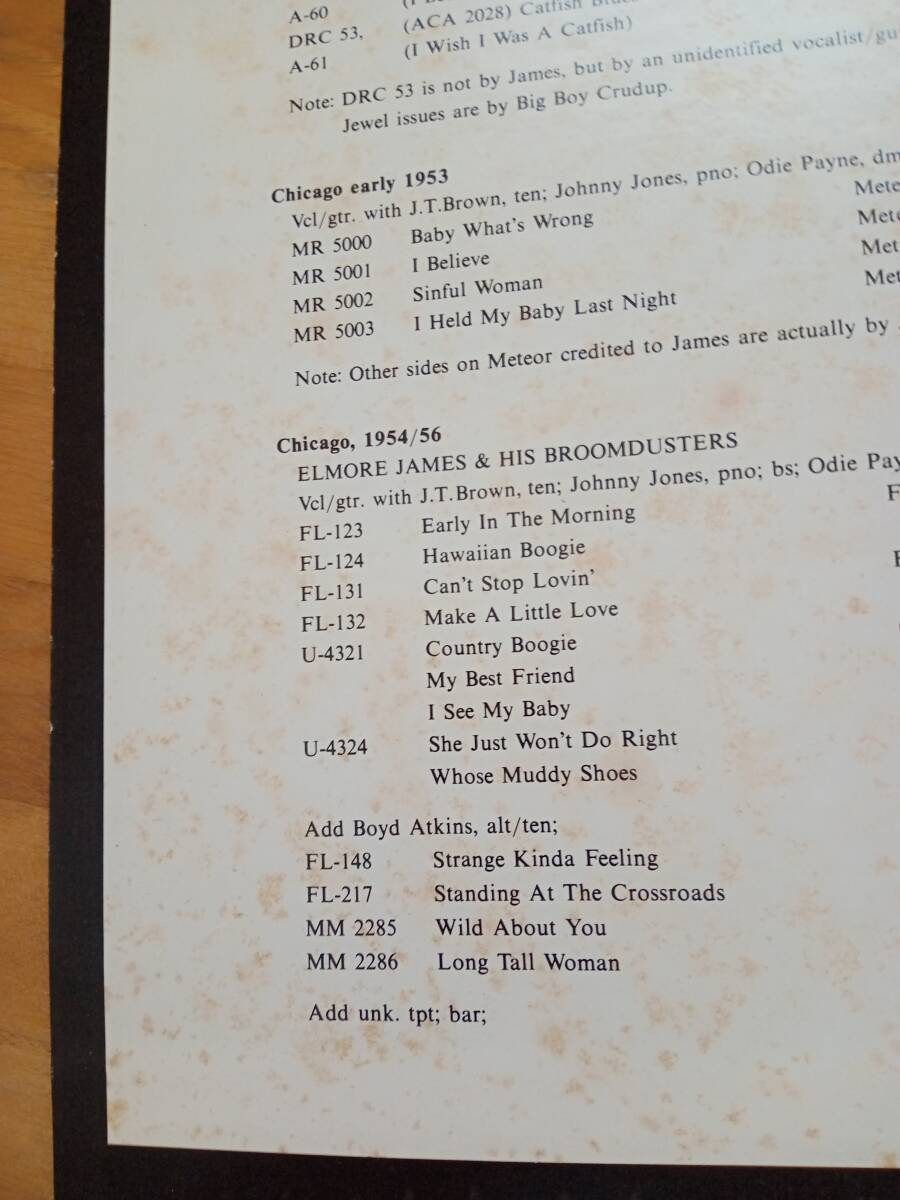 A-60
DRC 53, (ACA 2028) Catfish Blues
A-61 (I Wish I Was A Catfish)
Note: DRC 53 is not by James, but by an unidentified vocalist/gu
Jewel issues are by Big Boy Crudup.
Chicago early 1953
Vcl/gtr. with J.T.Brown, ten; Johnny Jones, pno; Odie Payne, dm
MR 5000 Baby What's Wrong Mete
MR 5001 I Believe Mete
MR 5002 Sinful Woman Met
MR 5003 I Held My Baby Last Night Met
Note: Other sides on Meteor credited to James are actually by
Chicago, 1954/56
ELMORE JAMES & HIS BROOMDUSTERS
Vcl/gtr. with J.T.Brown, ten; Johnny Jones, pno; bs; Odie Pay
FL-123 Early In The Morning F
FL-124 Hawaiian Boogie
FL-131 Can't Stop Lovin' F
FL-132 Make A Little Love
U-4321 Country Boogie
My Best Friend
I See My Baby
U-4324 She Just Won't Do Right
Whose Muddy Shoes
Add Boyd Atkins, alt/ten;
FL-148 Strange Kinda Feeling
FL-217 Standing At The Crossroads
MM 2285 Wild About You
MM 2286 Long Tall Woman
Add unk. tpt; bar;